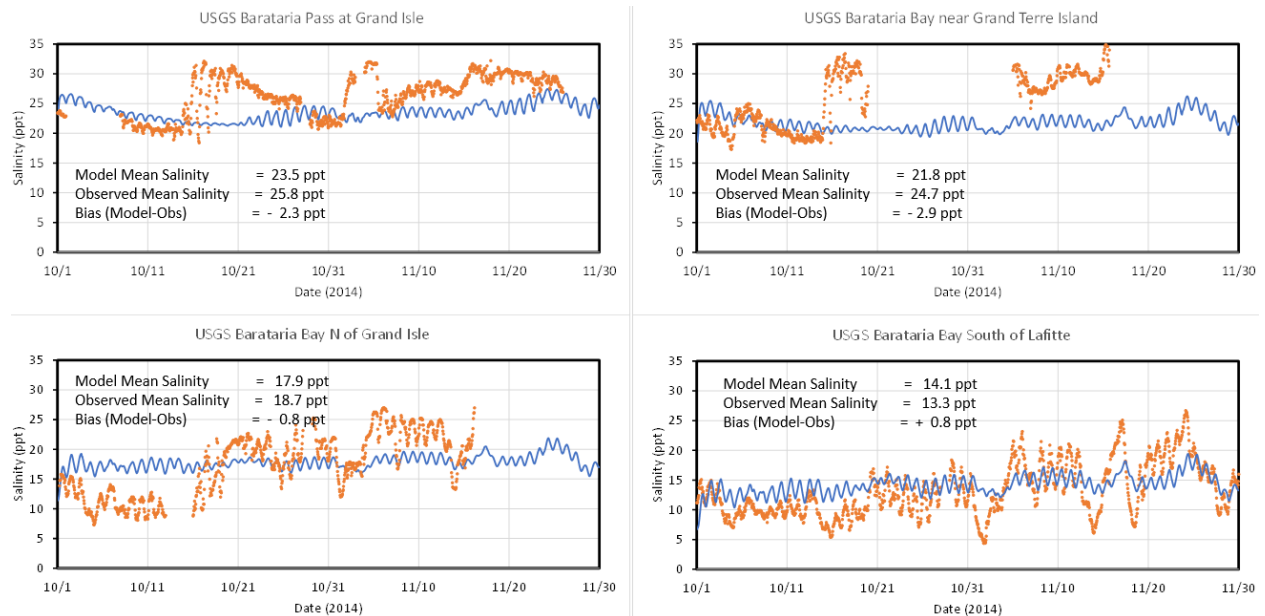 USGS Barataria Pass at Grand Isle
35
30
25
20
15
10
5
0
Salinity (ppt)
Model Mean Salinity = 23.5 ppt
Observed Mean Salinity = 25.8 ppt
Bias (Model-Obs) = - 2.3 ppt
10/1 10/11 10/21 10/31 11/10 11/20 11/30
Date (2014)
USGS Barataria Bay near Grand Terre Island
35
30
25
20
15
10
5
0
Salinity (ppt)
Model Mean Salinity = 21.8 ppt
Observed Mean Salinity = 24.7 ppt
Bias (Model-Obs) = - 2.9 ppt
10/1 10/11 10/21 10/31 11/10 11/20 11/30
Date (2014)
USGS Barataria Bay N of Grand Isle
35
30
25
20
15
10
5
0
Salinity (ppt)
Model Mean Salinity = 17.9 ppt
Observed Mean Salinity = 18.7 ppt
Bias (Model-Obs) = - 0.8 ppt
10/1 10/11 10/21 10/31 11/10 11/20 11/30
Date (2014)
USGS Barataria Bay South of Lafitte
35
30
25
20
15
10
5
0
Salinity (ppt)
Model Mean Salinity = 14.1 ppt
Observed Mean Salinity = 13.3 ppt
Bias (Model-Obs) = + 0.8 ppt
10/1 10/11 10/21 10/31 11/10 11/20 11/30
Date (2014)